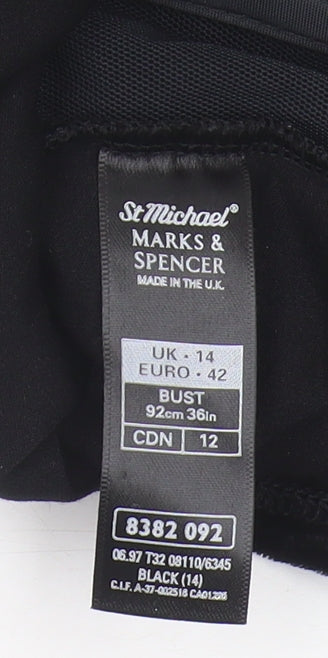 St Michael®
MARKS &
SPENCER
MADE IN THE U.K.
UK · 14
EURO · 42
BUST
92cm 36in
CDN 12
8382 092
06.97 T32 08110/6345
BLACK (14)
C.I.F. A-37-002516 CA01226